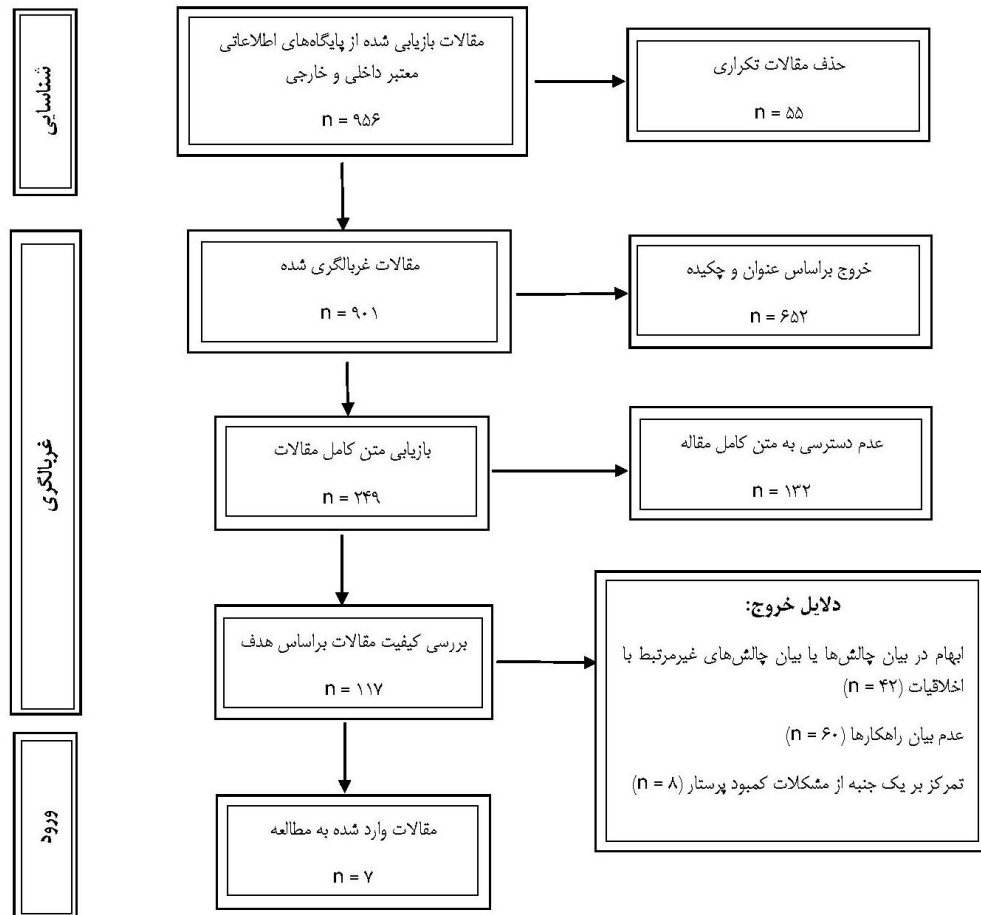 شناسایی
مقالات بازیابی شده از پایگاه‌های اطلاعاتی
معتبر داخلی و خارجی
n = ۹۵۶
حذف مقالات تکراری
n = ۵۵
غربالگری
مقالات غربالگری شده
n = ۹۰۱
خروج براساس عنوان و چکیده
n = ۶۵۲
بازیابی متن کامل مقالات
n = ۲۴۹
عدم دسترسی به متن کامل مقاله
n = ۱۳۲
بررسی کیفیت مقالات براساس هدف
n = ۱۱۷
دلایل خروج:
ابهام در بیان چالش‌ها یا بیان چالش‌های غیرمرتبط با
اخلاقیات (n = ۴۲)
عدم بیان راهکارها (n = ۶۰)
تمرکز بر یک جنبه از مشکلات کمبود پرستار (n = ۸)
ورود
مقالات وارد شده به مطالعه
n = ۷